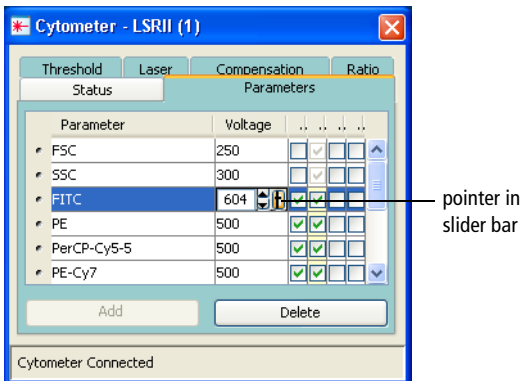 Cytometer - LSRII (1)
Threshold Laser Compensation Ratio
Status Parameters
Parameter Voltage .. .. .. ..
FSC 250
SSC 300
FITC 604
pointer in
slider bar
PE 500
PerCP-Cy5-5 500
PE-Cy7 500
Add Delete
Cytometer Connected